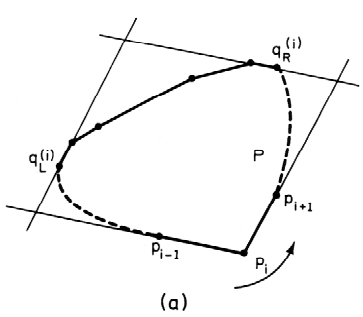 q_R^(i)
q_L^(i)
P
p_{i+1}
p_{i-1}
p_i
(a)